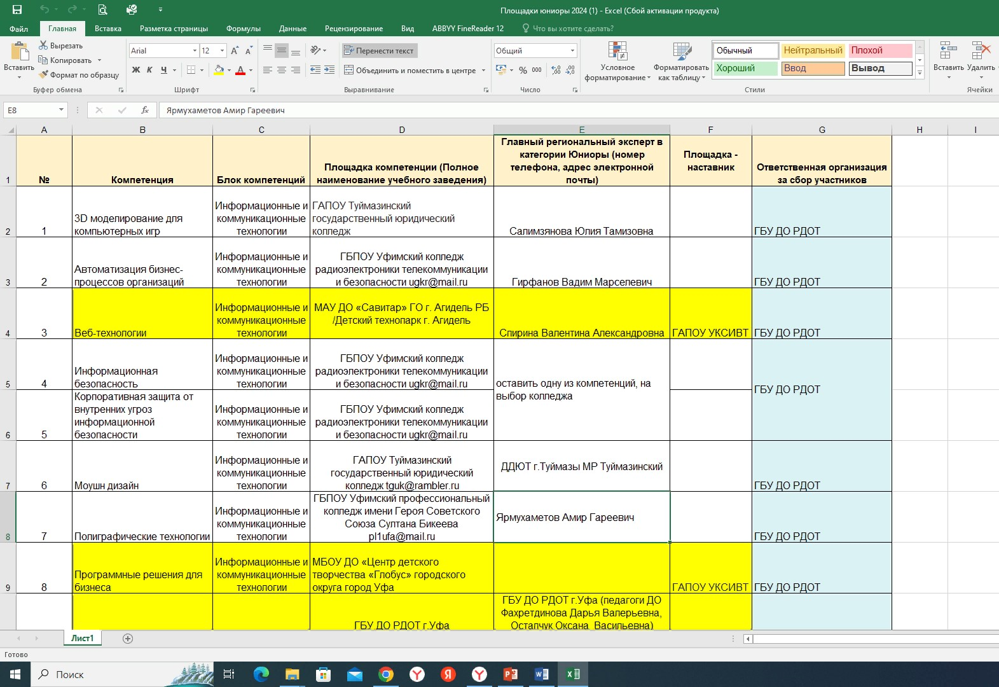 Площадки юниоры 2024 (1) - Excel (Сбой активации продукта)
Файл Главная Вставка Разметка страницы Формулы Данные Рецензирование Вид ABBYY FineReader 12 Что вы хотите сделать?
Вставить
Вырезать
Копировать
Формат по образцу
Буфер обмена
Arial 12
Ж К Ч
Шрифт
Перенести текст
Объединить и поместить в центре
Выравнивание
Общий
% 000
Число
Условное форматирование
Форматировать как таблицу
Обычный Нейтральный Плохой
Хороший Ввод Вывод
Стили
Вставить Удалить
Ячейки
E8 fx Ярмухаметов Амир Гареевич
A B C D E F G H I
1 № Компетенция Блок компетенций Площадка компетенции (Полное наименование учебного заведения) Главный региональный эксперт в категории Юниоры (номер телефона, адрес электронной почты) Площадка - наставник Ответственная организация за сбор участников
2 1 3D моделирование для компьютерных игр Информационные и коммуникационные технологии ГАПОУ Туймазинский государственный юридический колледж Салимзянова Юлия Тамизовна ГБУ ДО РДОТ
3 2 Автоматизация бизнес-процессов организаций Информационные и коммуникационные технологии ГБПОУ Уфимский колледж радиоэлектроники телекоммуникации и безопасности ugkr@mail.ru Гирфанов Вадим Марселевич ГБУ ДО РДОТ
4 3 Веб-технологии Информационные и коммуникационные технологии МАУ ДО «Савитар» ГО г. Агидель РБ /Детский технопарк г. Агидель Спирина Валентина Александровна ГАПОУ УКСИВТ ГБУ ДО РДОТ
5 4 Информационная безопасность Информационные и коммуникационные технологии ГБПОУ Уфимский колледж радиоэлектроники телекоммуникации и безопасности ugkr@mail.ru оставить одну из компетенций, на выбор колледжа ГБУ ДО РДОТ
6 5 Корпоративная защита от внутренних угроз информационной безопасности Информационные и коммуникационные технологии ГБПОУ Уфимский колледж радиоэлектроники телекоммуникации и безопасности ugkr@mail.ru
7 6 Моушн дизайн Информационные и коммуникационные технологии ГАПОУ Туймазинский государственный юридический колледж tguk@rambler.ru ДДЮТ г.Туймазы МР Туймазинский ГБУ ДО РДОТ
8 7 Полиграфические технологии Информационные и коммуникационные технологии ГБПОУ Уфимский профессиональный колледж имени Героя Советского Союза Султана Бикеева pl1ufa@mail.ru Ярмухаметов Амир Гареевич ГБУ ДО РДОТ
9 8 Программные решения для бизнеса Информационные и коммуникационные технологии МБОУ ДО «Центр детского творчества «Глобус» городского округа город Уфа ГАПОУ УКСИВТ ГБУ ДО РДОТ
ГБУ ДО РДОТ г.Уфа ГБУ ДО РДОТ г.Уфа (педагоги ДО Фахретдинова Дарья Валерьевна, Остапчук Оксана Васильевна)
Лист1
Готово
Поиск